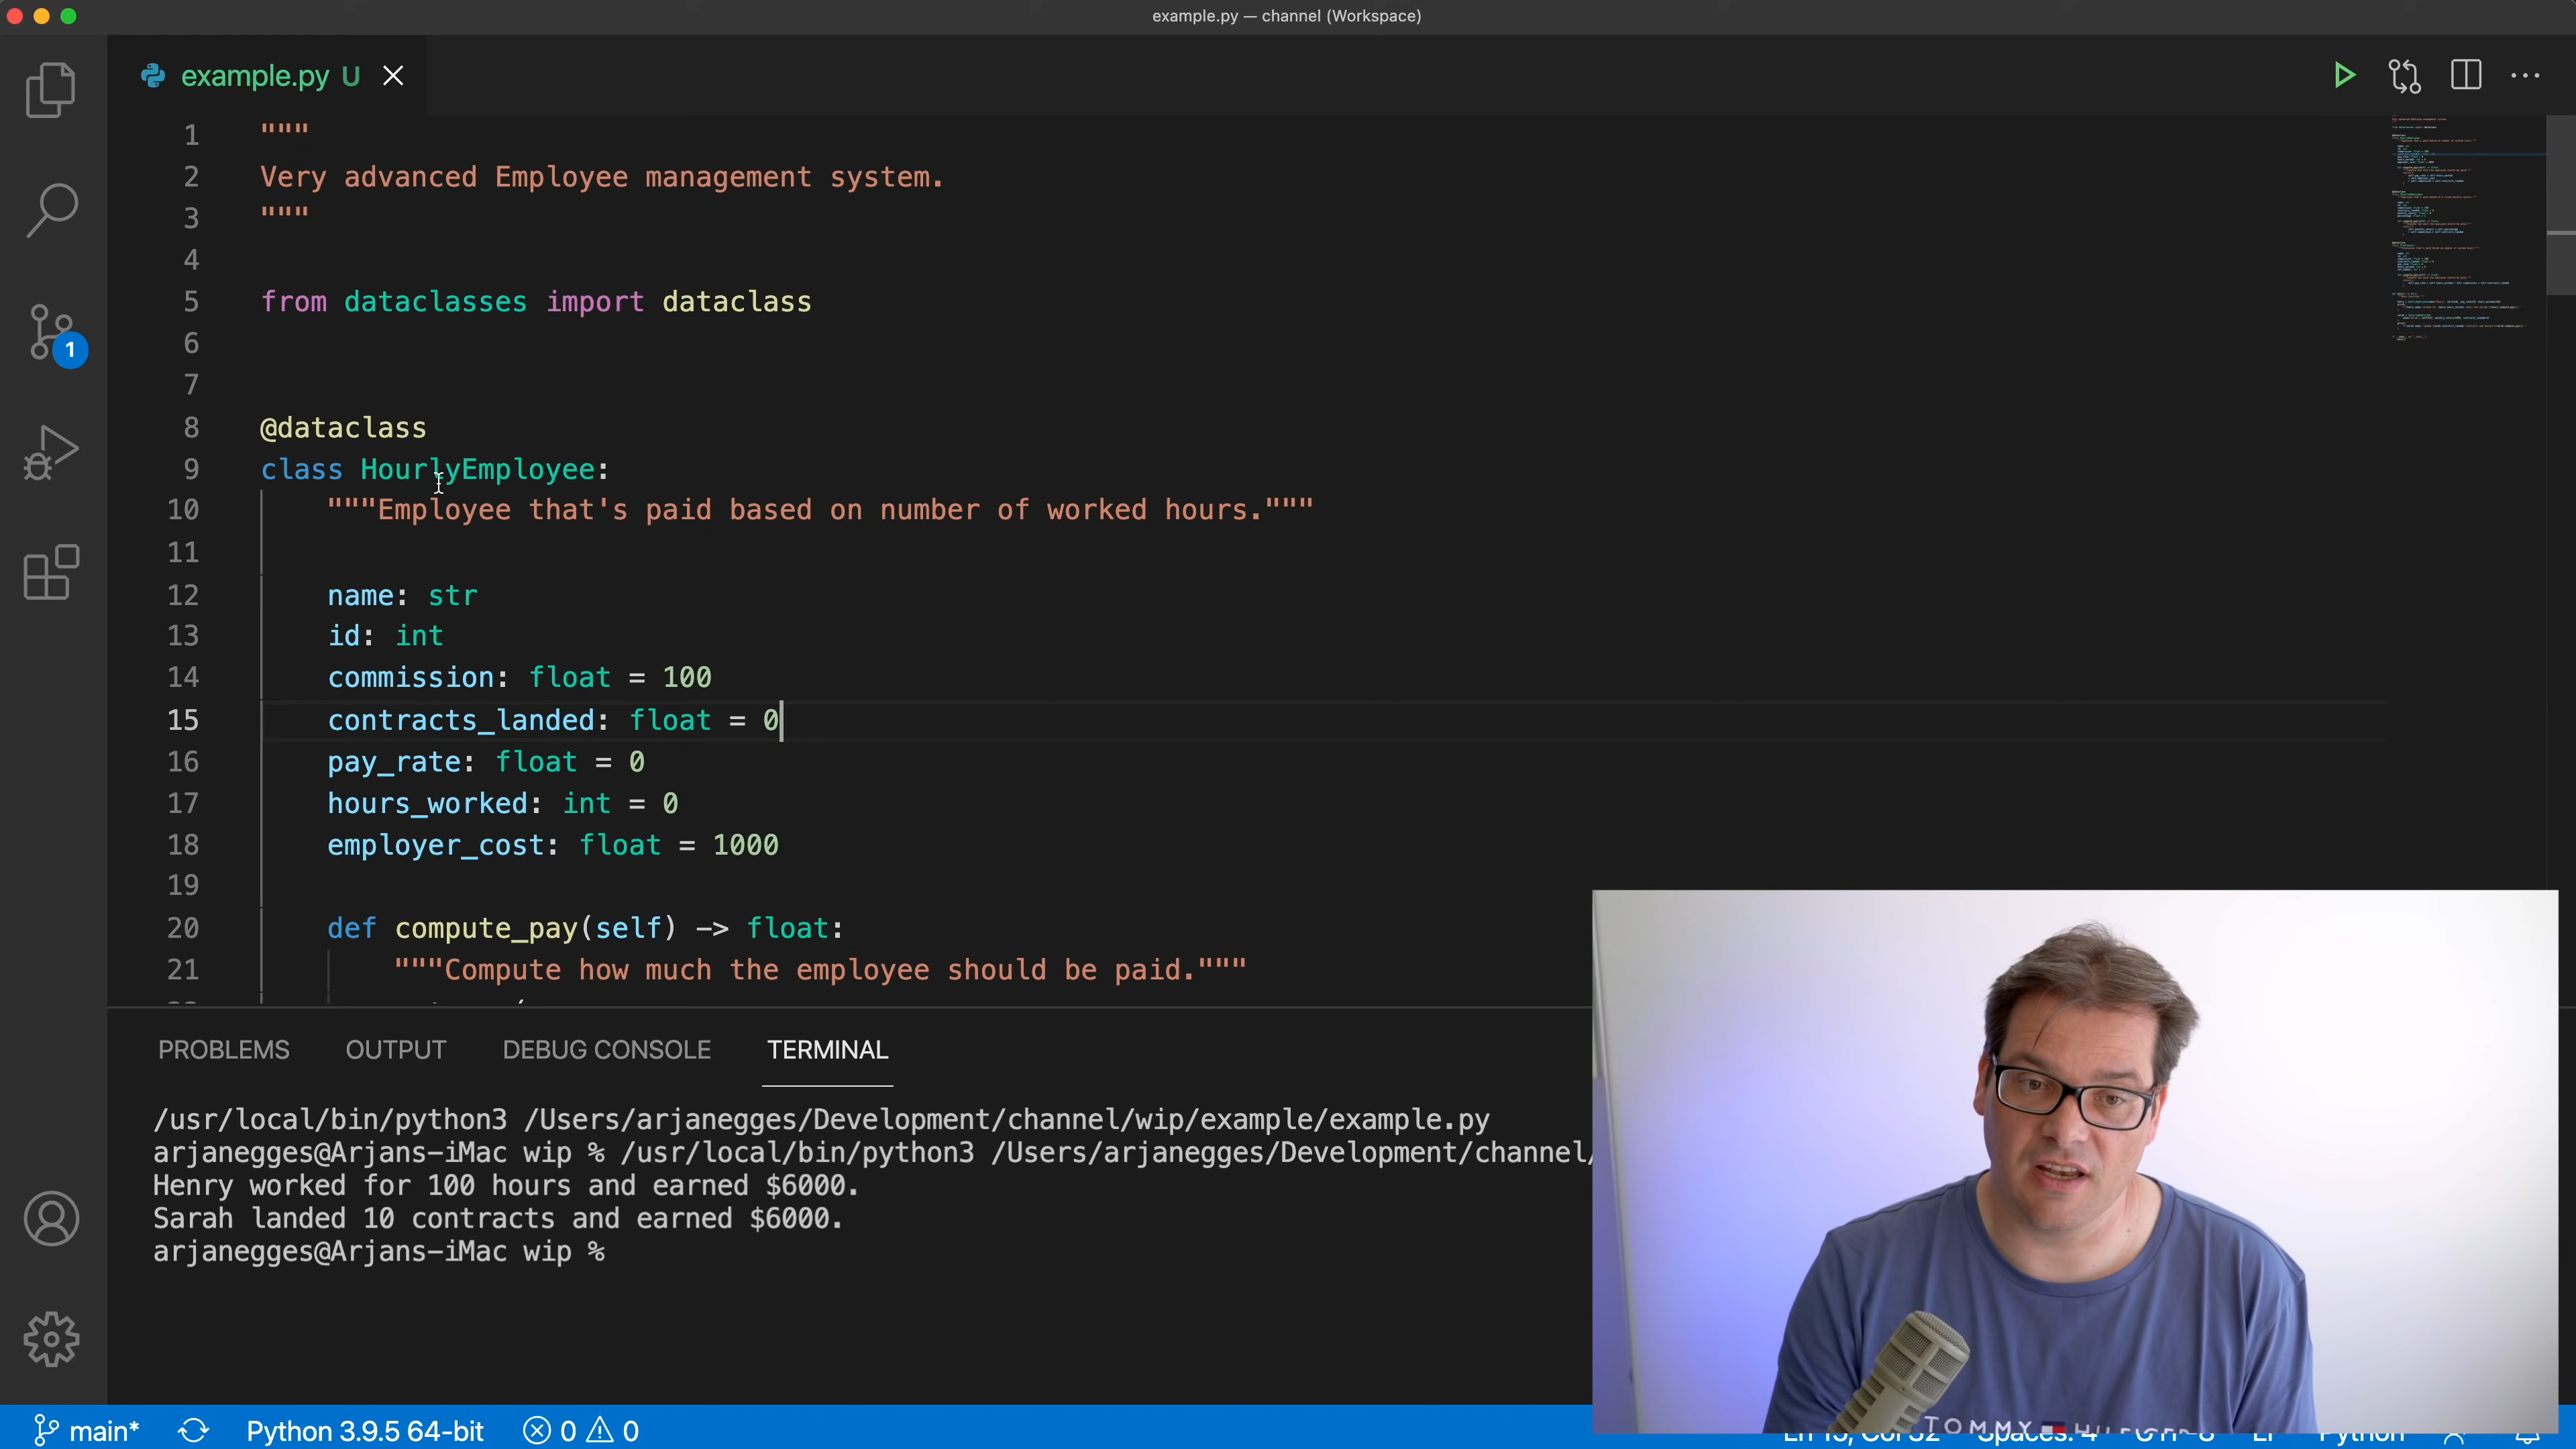 example.py — channel (Workspace)
example.py U
1 """
2 Very advanced Employee management system.
3 """
4
5 from dataclasses import dataclass
6
7
8 @dataclass
9 class HourlyEmployee:
10 """Employee that's paid based on number of worked hours."""
11
12 name: str
13 id: int
14 commission: float = 100
15 contracts_landed: float = 0
16 pay_rate: float = 0
17 hours_worked: int = 0
18 employer_cost: float = 1000
19
20 def compute_pay(self) -> float:
21 """Compute how much the employee should be paid."""
1
PROBLEMS OUTPUT DEBUG CONSOLE TERMINAL
/usr/local/bin/python3 /Users/arjanegges/Development/channel/wip/example/example.py
arjanegges@Arjans-iMac wip % /usr/local/bin/python3 /Users/arjanegges/Development/channel/
Henry worked for 100 hours and earned $6000.
Sarah landed 10 contracts and earned $6000.
arjanegges@Arjans-iMac wip %
TOMMY HILFIGER
main* Python 3.9.5 64-bit 0 0